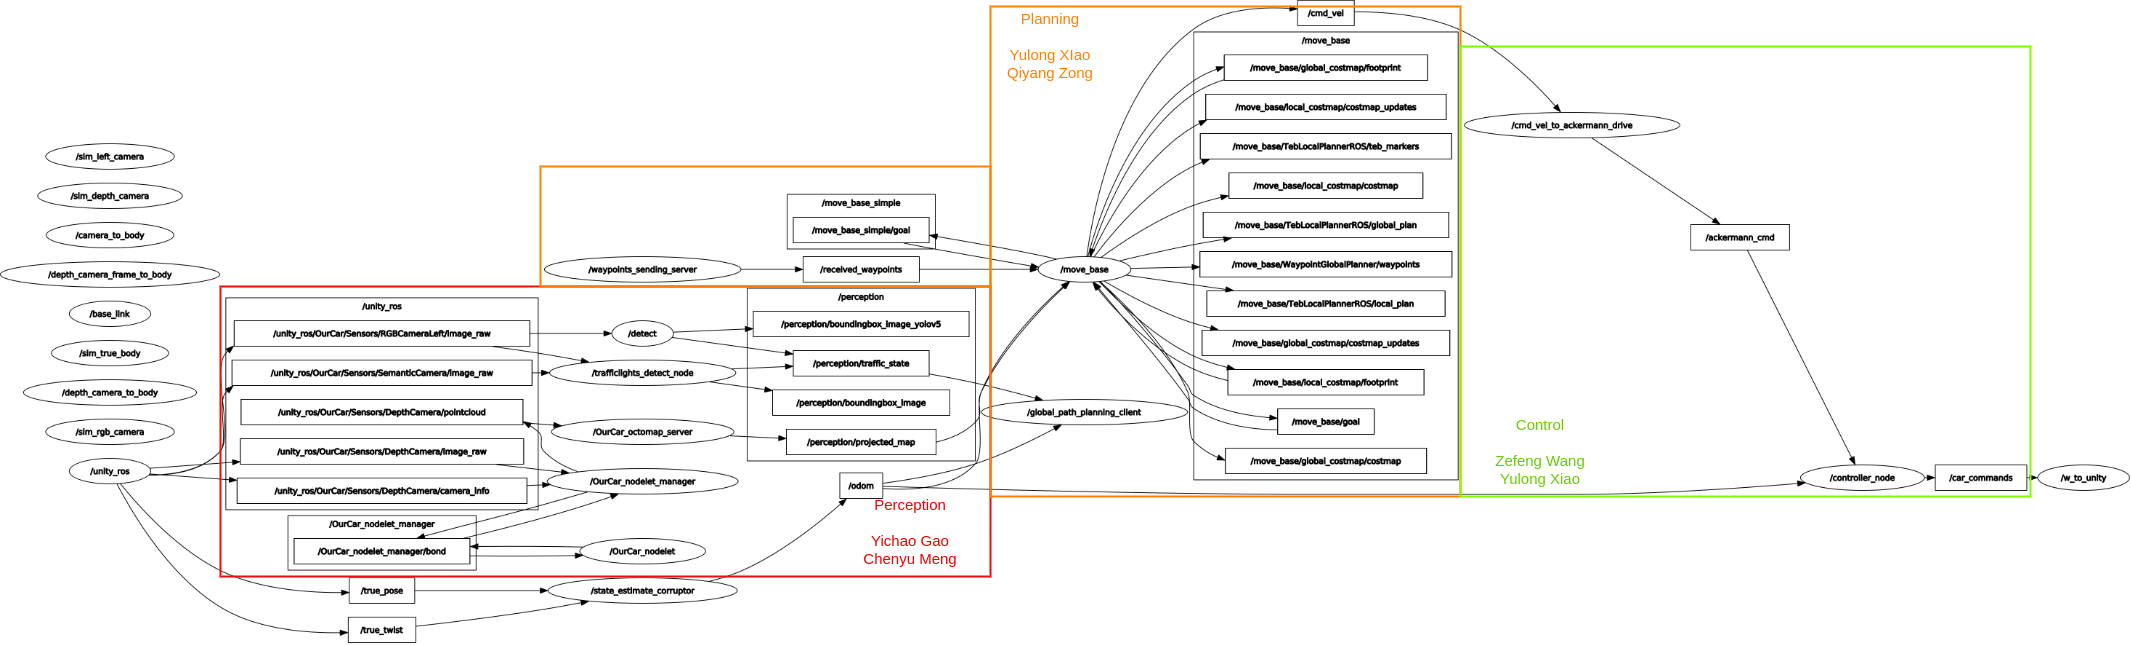 /sim_left_camera
/sim_depth_camera
/camera_to_body
/depth_camera_frame_to_body
/base_link
/sim_true_body
/depth_camera_to_body
/sim_rgb_camera
/unity_ros
/unity_ros
/unity_ros/OurCar/Sensors/RGBCameraLeft/image_raw
/unity_ros/OurCar/Sensors/SemanticCamera/image_raw
/unity_ros/OurCar/Sensors/DepthCamera/pointcloud
/unity_ros/OurCar/Sensors/DepthCamera/image_raw
/unity_ros/OurCar/Sensors/DepthCamera/camera_info
/OurCar_nodelet_manager
/OurCar_nodelet_manager/bond
/true_pose
/true_twist
/waypoints_sending_server
/detect
/trafficlights_detect_node
/OurCar_octomap_server
/OurCar_nodelet_manager
/OurCar_nodelet
/state_estimate_corruptor
/move_base_simple
/move_base_simple/goal
/received_waypoints
/perception
/perception/boundingbox_image_yolov5
/perception/traffic_state
/perception/boundingbox_image
/perception/projected_map
/odom
Perception
Yichao Gao
Chenyu Meng
Planning
Yulong XIao
Qiyang Zong
/move_base
/global_path_planning_client
/cmd_vel
/move_base
/move_base/global_costmap/footprint
/move_base/local_costmap/costmap_updates
/move_base/TebLocalPlannerROS/teb_markers
/move_base/local_costmap/costmap
/move_base/TebLocalPlannerROS/global_plan
/move_base/WaypointGlobalPlanner/waypoints
/move_base/TebLocalPlannerROS/local_plan
/move_base/global_costmap/costmap_updates
/move_base/local_costmap/footprint
/move_base/goal
/move_base/global_costmap/costmap
/cmd_vel_to_ackermann_drive
/ackermann_cmd
Control
Zefeng Wang
Yulong Xiao
/controller_node
/car_commands
/w_to_unity